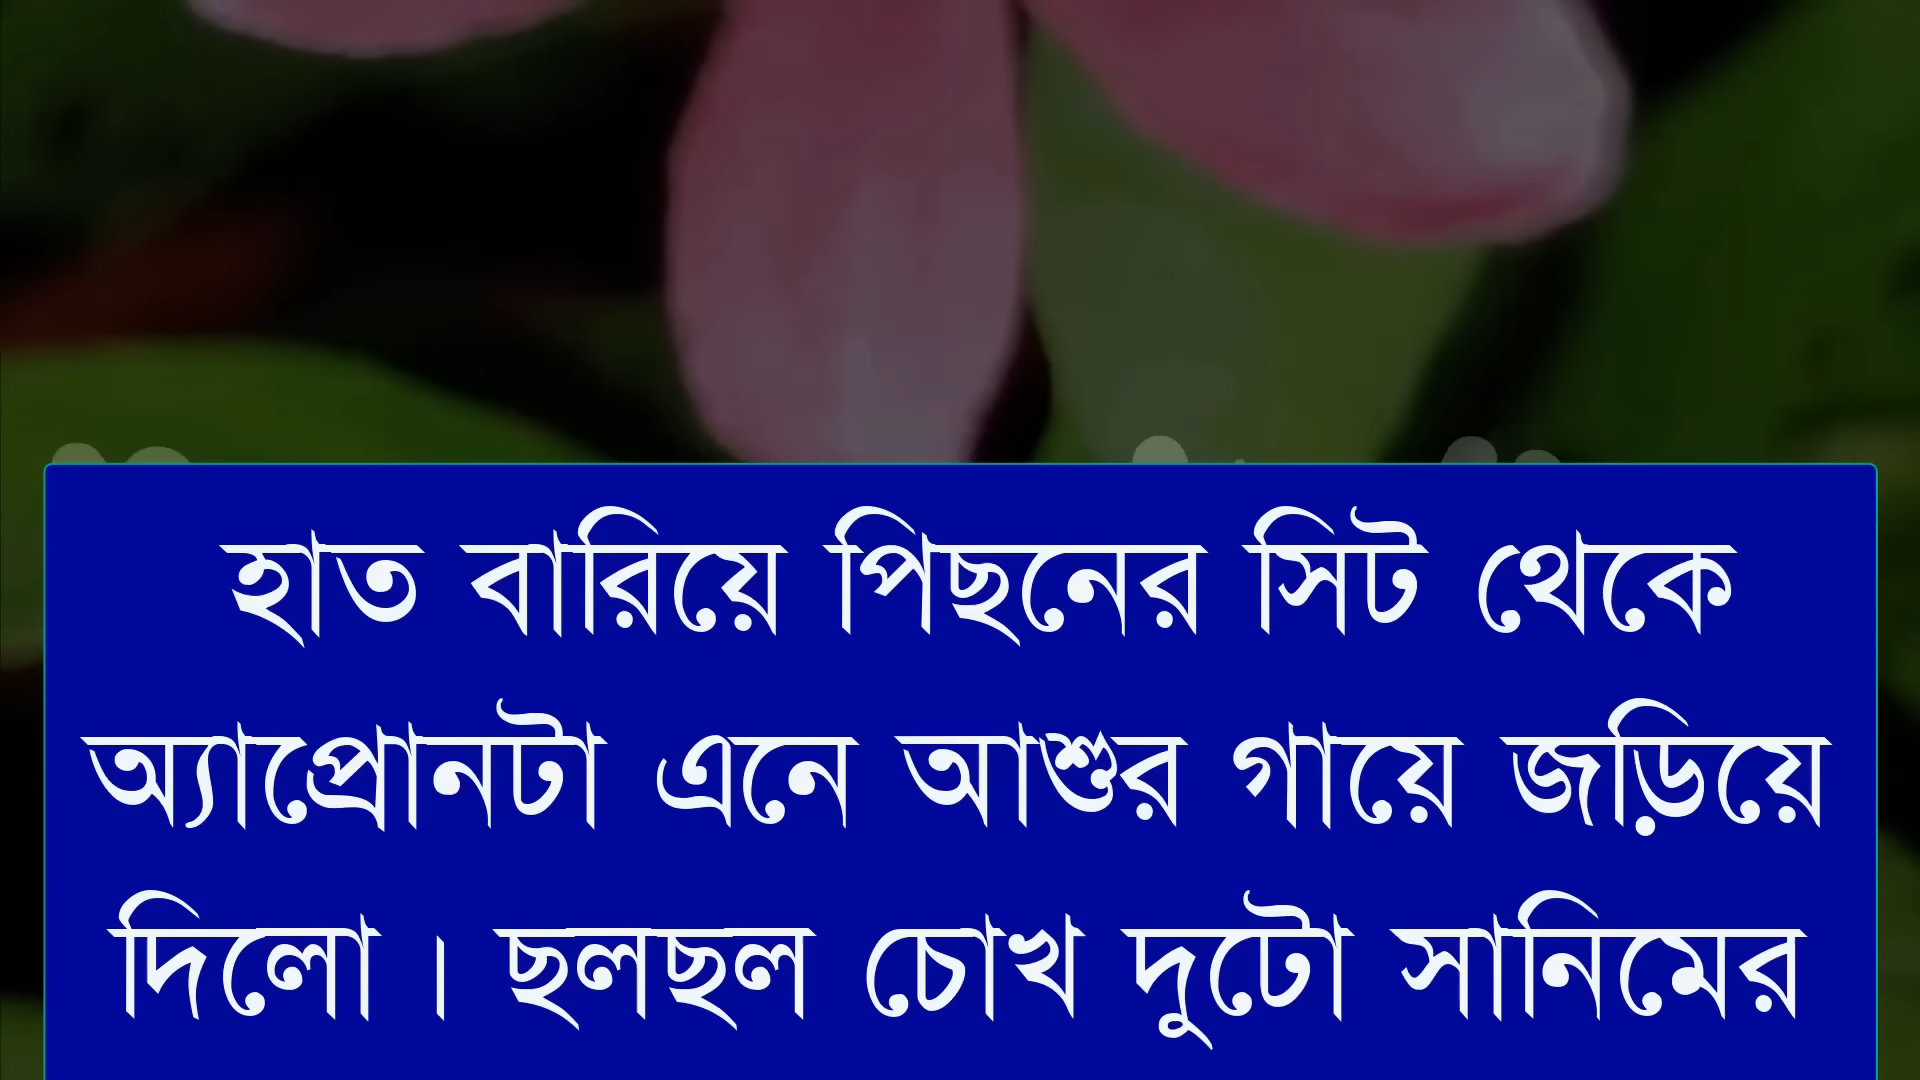 হাত বারিয়ে পিছনের সিট থেকে
অ্যাপ্রোনটা এনে আশুর গায়ে জড়িয়ে
দিলো । ছলছল চোখ দুটো সানিমের